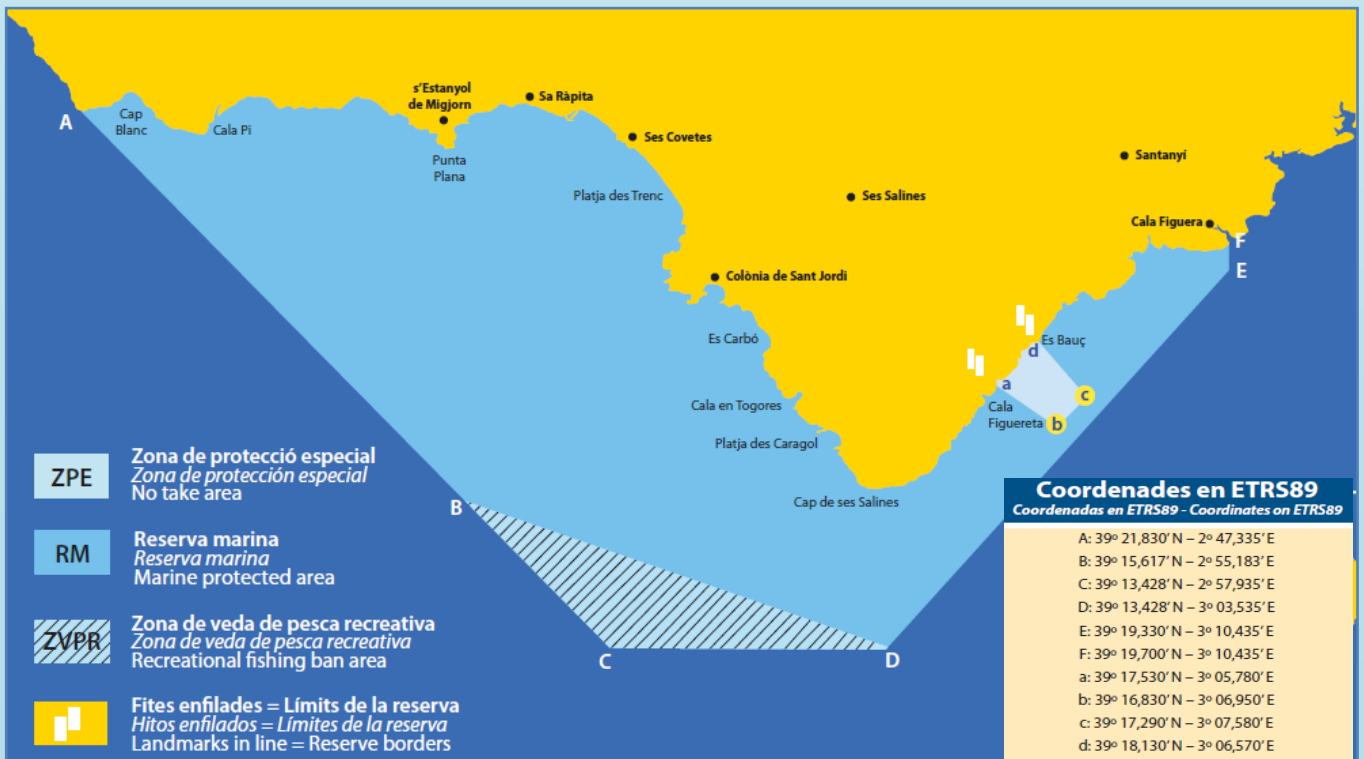 s'Estanyol
de Migjorn
Sa Ràpita
A
Cap
Blanc
Cala Pi
Ses Covetes
Punta
Plana
Santanyí
Platja des Trenc
Ses Salines
Cala Figuera
F
E
Colònia de Sant Jordi
Es Carbó
Es Bauç
d
a
c
Cala
Figuereta
b
Cala en Togores
Platja des Caragol
Cap de ses Salines
B
C
D
ZPE
Zona de protecció especial
Zona de protección especial
No take area
RM
Reserva marina
Reserva marina
Marine protected area
ZVPR
Zona de veda de pesca recreativa
Zona de veda de pesca recreativa
Recreational fishing ban area
Fites enfilades = Límits de la reserva
Hitos enfilados = Límites de la reserva
Landmarks in line = Reserve borders
Coordenades en ETRS89
Coordenadas en ETRS89 - Coordinates on ETRS89
A: 39º 21,830' N – 2º 47,335' E
B: 39º 15,617' N – 2º 55,183' E
C: 39º 13,428' N – 2º 57,935' E
D: 39º 13,428' N – 3º 03,535' E
E: 39º 19,330' N – 3º 10,435' E
F: 39º 19,700' N – 3º 10,435' E
a: 39º 17,530' N – 3º 05,780' E
b: 39º 16,830' N – 3º 06,950' E
c: 39º 17,290' N – 3º 07,580' E
d: 39º 18,130' N – 3º 06,570' E